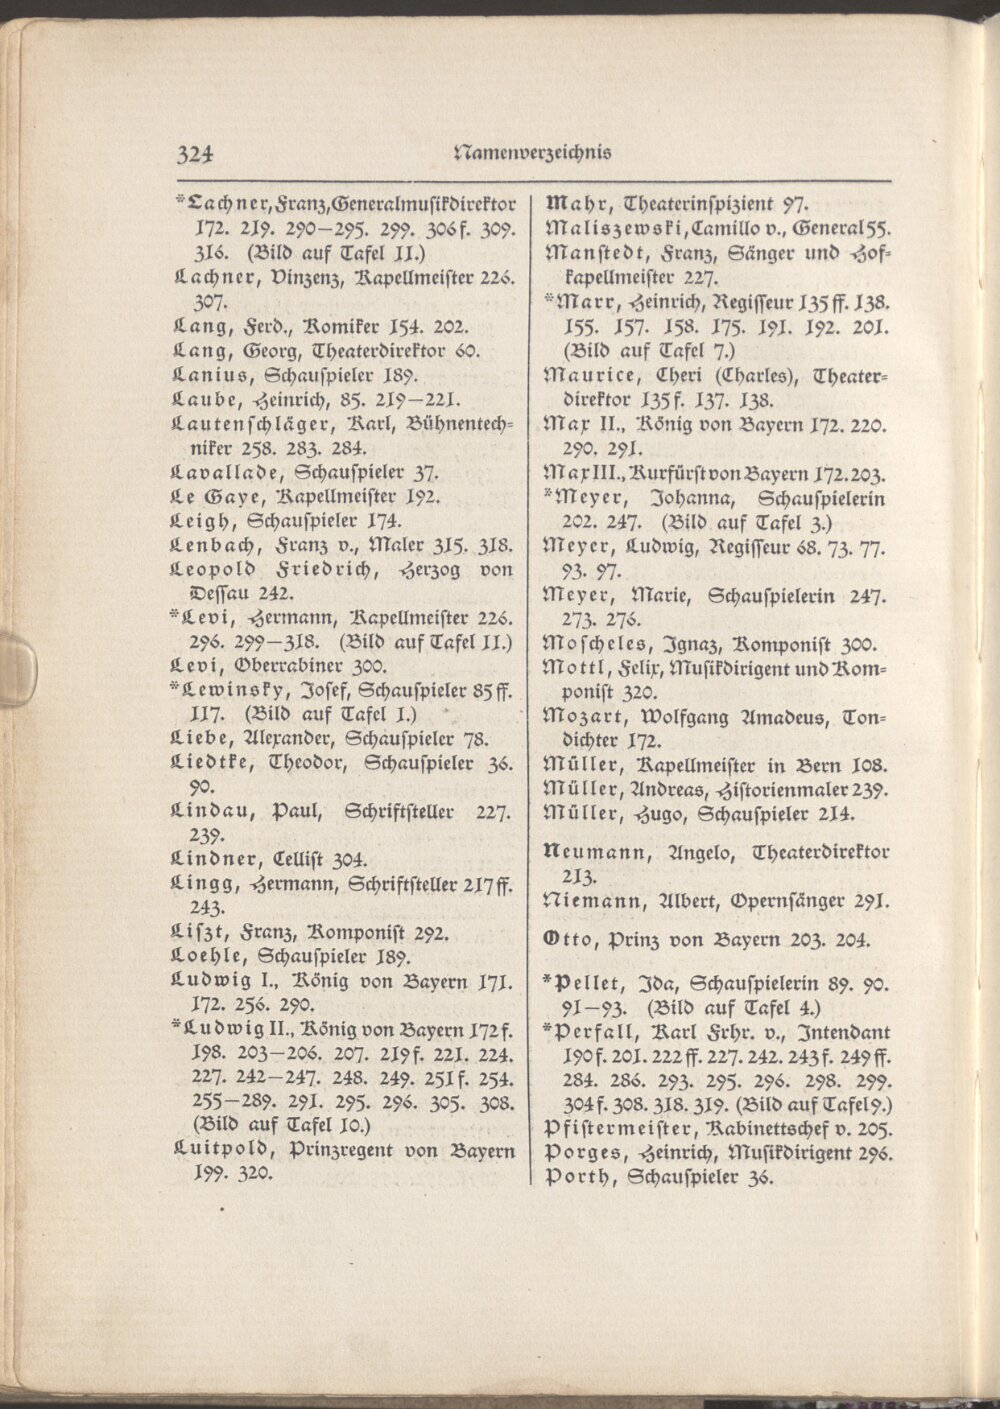 324 Namenverzeichnis
*Lachner, Franz, Generalmusikdirektor
172. 219. 290—295. 299. 306f. 309.
316. (Bild auf Tafel 11.)
Lachner, Vinzenz, Kapellmeister 226.
307.
Lang, Ferd., Komiker 154. 202.
Lang, Georg, Theaterdirektor 60.
Lanius, Schauspieler 189.
Laube, Heinrich, 85. 219—221.
Lautenschläger, Karl, Bühnentech-
niker 258. 283. 284.
Lavallade, Schauspieler 37.
Le Gaye, Kapellmeister 192.
Leigh, Schauspieler 174.
Lenbach, Franz v., Maler 315. 318.
Leopold Friedrich, Herzog von
Dessau 242.
*Levi, Hermann, Kapellmeister 226.
296. 299—318. (Bild auf Tafel 11.)
Levi, Oberrabiner 300.
*Lewinsky, Josef, Schauspieler 85ff.
117. (Bild auf Tafel 1.)
Liebe, Alexander, Schauspieler 78.
Liedtke, Theodor, Schauspieler 36.
90.
Lindau, Paul, Schriftsteller 227.
239.
Lindner, Cellist 304.
Lingg, Hermann, Schriftsteller 217ff.
243.
Liszt, Franz, Komponist 292.
Loehle, Schauspieler 189.
Ludwig I., König von Bayern 171.
172. 256. 290.
*Ludwig II., König von Bayern 172f.
198. 203—206. 207. 219f. 221. 224.
227. 242—247. 248. 249. 251f. 254.
255—289. 291. 295. 296. 305. 308.
(Bild auf Tafel 10.)
Luitpold, Prinzregent von Bayern
199. 320.
Mahr, Theaterinspizient 97.
Maliszewski, Camillo v., General 55.
Manstedt, Franz, Sänger und Hof-
kapellmeister 227.
*Marr, Heinrich, Regisseur 135ff. 138.
155. 157. 158. 175. 191. 192. 201.
(Bild auf Tafel 7.)
Maurice, Cheri (Charles), Theater-
direktor 135f. 137. 138.
Max II., König von Bayern 172. 220.
290. 291.
Max III., Kurfürst von Bayern 172. 203.
*Meyer, Johanna, Schauspielerin
202. 247. (Bild auf Tafel 3.)
Meyer, Ludwig, Regisseur 68. 73. 77.
93. 97.
Meyer, Marie, Schauspielerin 247.
273. 276.
Moscheles, Ignaz, Komponist 300.
Mottl, Felix, Musikdirigent und Kom-
ponist 320.
Mozart, Wolfgang Amadeus, Ton-
dichter 172.
Müller, Kapellmeister in Bern 108.
Müller, Andreas, Historienmaler 239.
Müller, Hugo, Schauspieler 214.
Neumann, Angelo, Theaterdirektor
213.
Niemann, Albert, Opernsänger 291.
Otto, Prinz von Bayern 203. 204.
*Pellet, Ida, Schauspielerin 89. 90.
91—93. (Bild auf Tafel 4.)
*Perfall, Karl Frhr. v., Intendant
190f. 201. 222ff. 227. 242. 243f. 249ff.
284. 286. 293. 295. 296. 298. 299.
304f. 308. 318. 319. (Bild auf Tafel 9.)
Pfistermeister, Kabinettschef v. 205.
Porges, Heinrich, Musikdirigent 296.
Porth, Schauspieler 36.